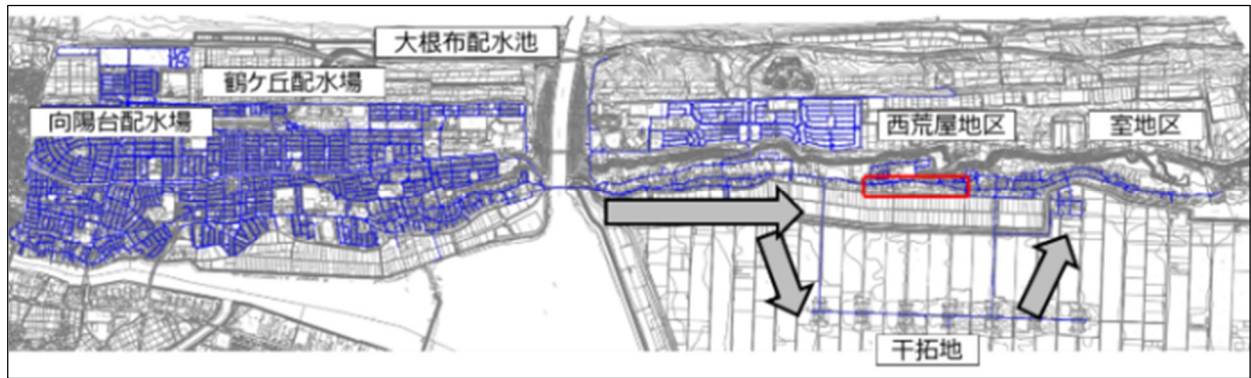 大根布配水池
鶴ケ丘配水場
向陽台配水場
西荒屋地区
室地区
干拓地